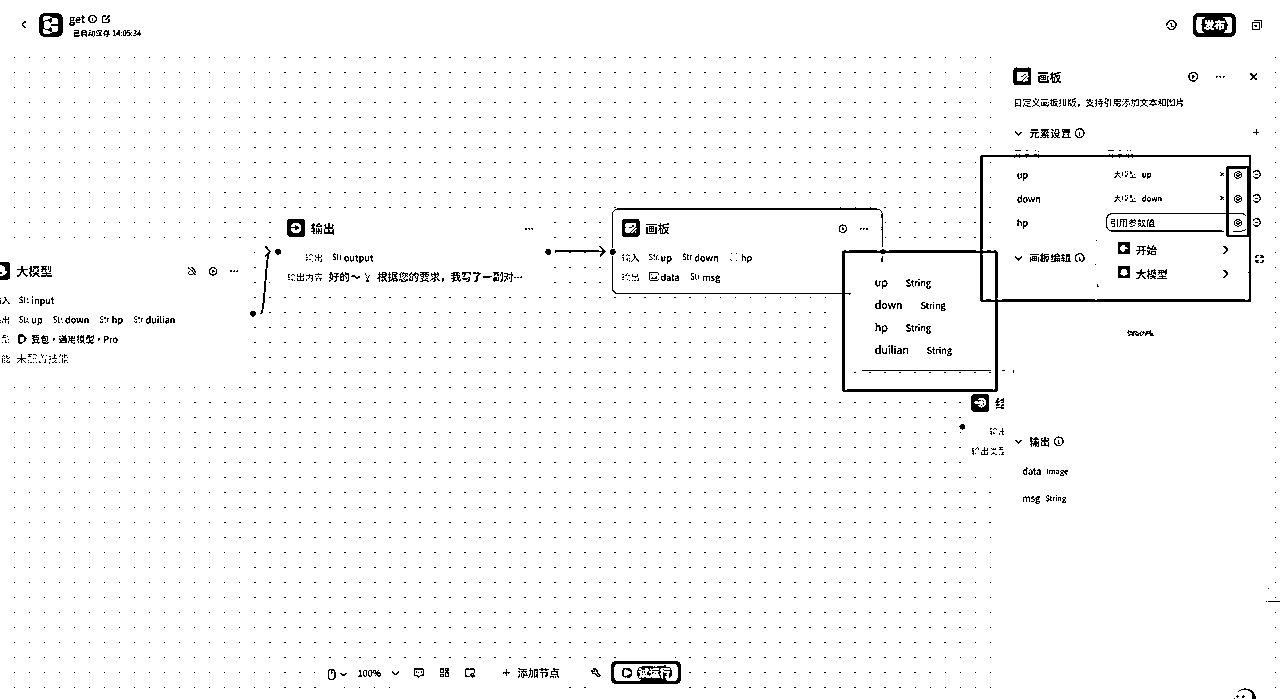 get
已自动保存 14:05:34
发布
大模型
入 Str input
出 Str up Str down Str hp Str duilian
型 豆包·通用模型·Pro
能 未配置技能
输出
输出 Str output
输出内容 好的～ 根据您的要求，我写了一副对…
画板
输入 Str up Str down hp
输出 data Str msg
up String
down String
hp String
duilian String
结
输出
输出类型
画板
自定义画板排版，支持引用添加文本和图片
元素设置
up 大模型 up
down 大模型 down
hp 引用参数值
开始
大模型
画板编辑
输出
data Image
msg String
100%
添加节点
试运行